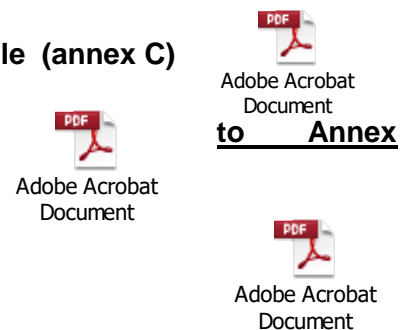 PDF
le (annex C)
Adobe Acrobat
Document
to Annex
PDF
Adobe Acrobat
Document
PDF
Adobe Acrobat
Document